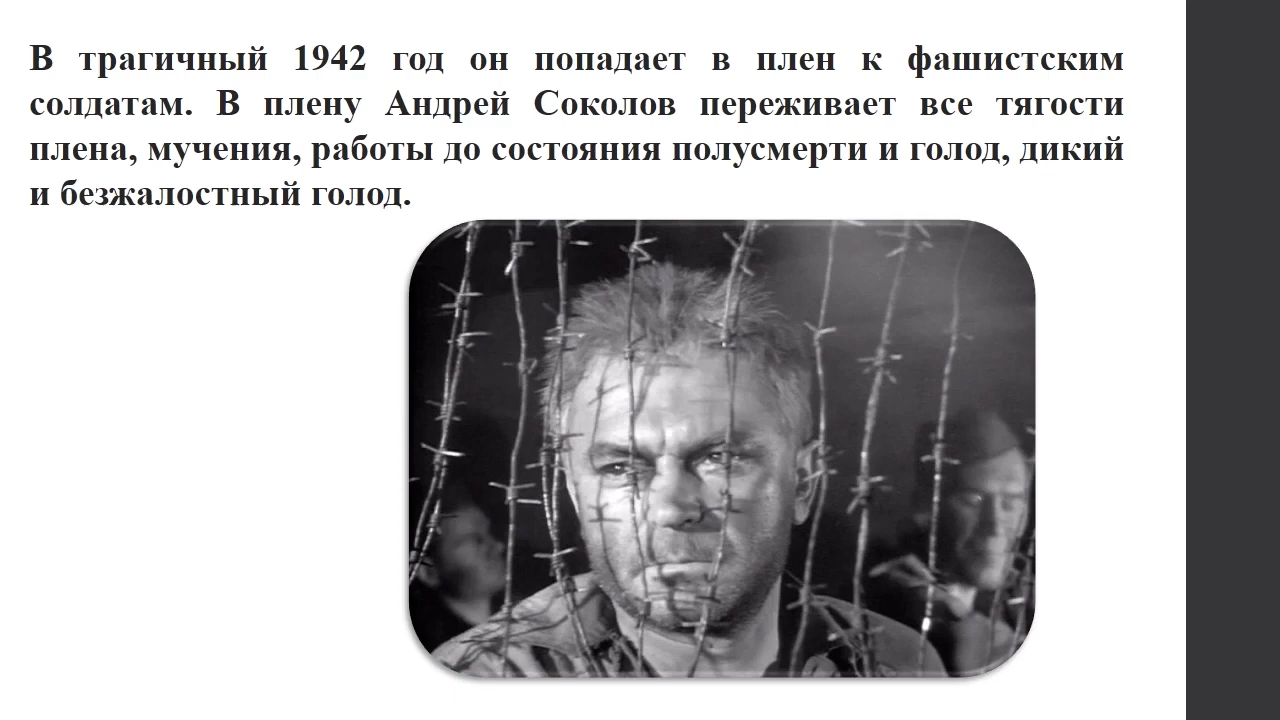 В трагичный 1942 год он попадает в плен к фашистским
солдатам. В плену Андрей Соколов переживает все тягости
плена, мучения, работы до состояния полусмерти и голод, дикий
и безжалостный голод.